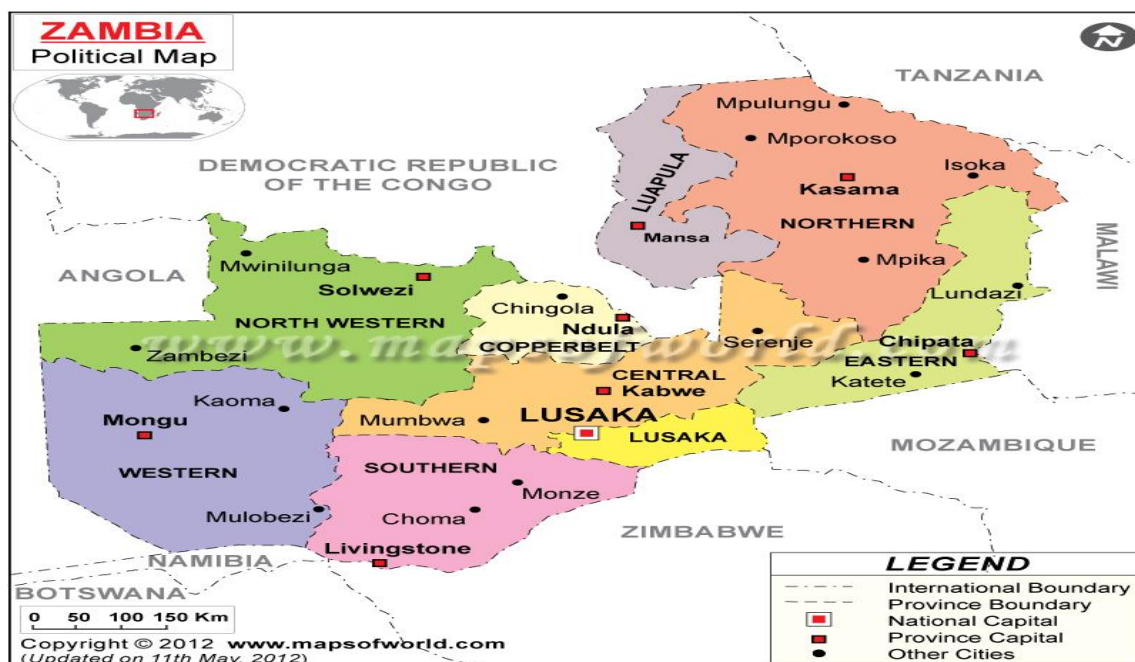 ZAMBIA
Political Map
N
TANZANIA
Mpulungu
Mporokoso
DEMOCRATIC REPUBLIC
OF THE CONGO
Isoka
LUAPULA
Kasama
NORTHERN
Mansa
MALAWI
ANGOLA
Mwinilunga
Mpika
Solwezi
Lundazi
Chingola
NORTH WESTERN
Ndula
COPPERBELT
Serenje
Chipata
www.mapsofworld.com
Zambezi
EASTERN
CENTRAL
Katete
Kabwe
Kaoma
Mongu
Mumbwa
LUSAKA
LUSAKA
MOZAMBIQUE
WESTERN
SOUTHERN
Monze
Mulobezi
Choma
ZIMBABWE
Livingstone
NAMIBIA
BOTSWANA
LEGEND
International Boundary
Province Boundary
National Capital
Province Capital
Other Cities
0 50 100 150 Km
Copyright © 2012 www.mapsofworld.com
(Updated on 11th May, 2012)